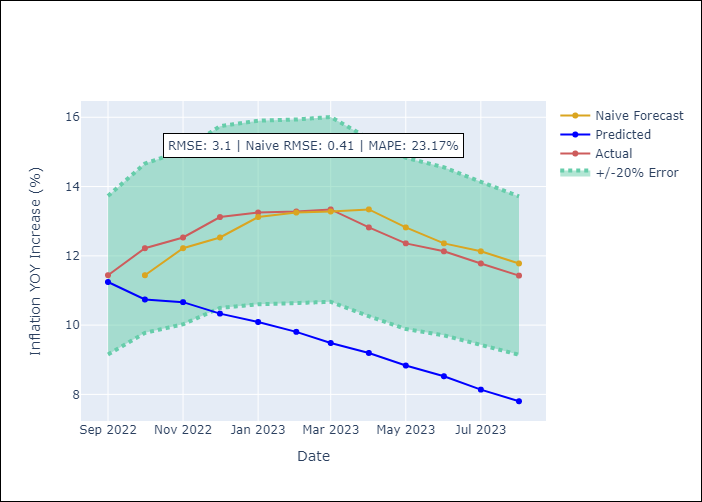 RMSE: 3.1 | Naive RMSE: 0.41 | MAPE: 23.17%
Naive Forecast
Predicted
Actual
+/-20% Error
Inflation YOY Increase (%)
16
14
12
10
8
Sep 2022
Nov 2022
Jan 2023
Mar 2023
May 2023
Jul 2023
Date